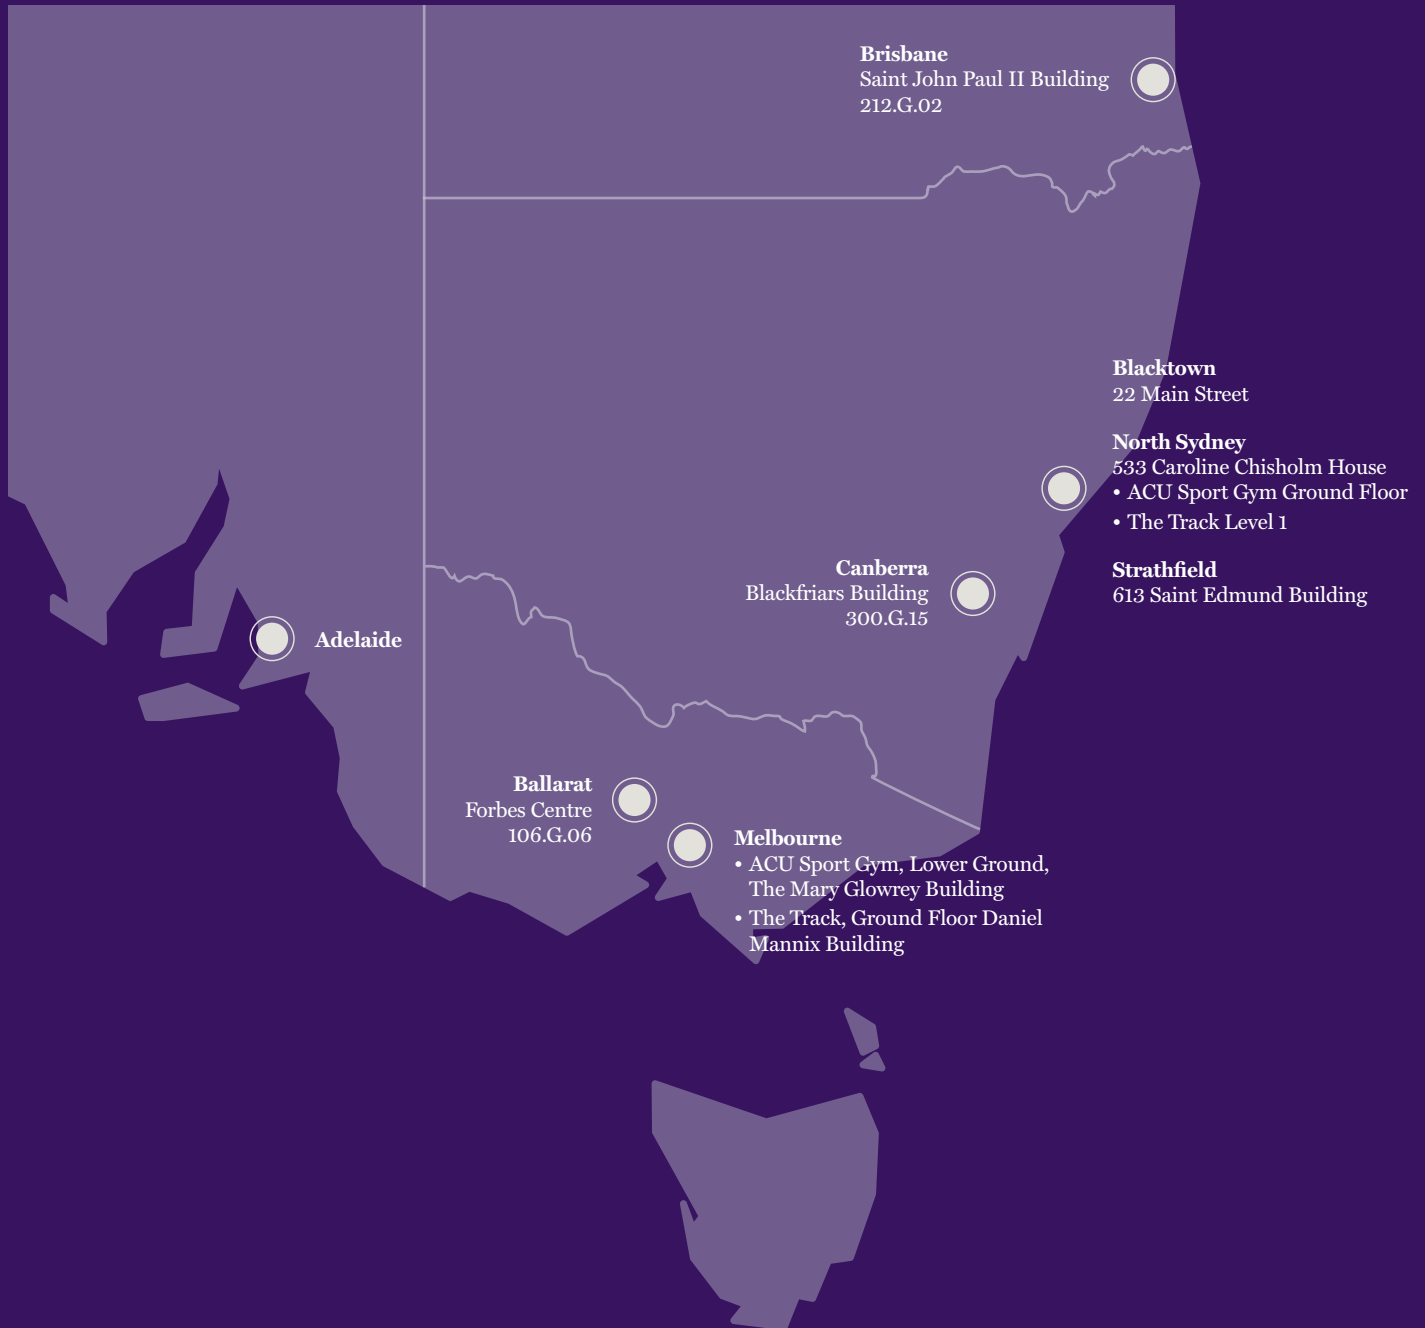 Brisbane
Saint John Paul II Building
212.G.02
Blacktown
22 Main Street
North Sydney
533 Caroline Chisholm House
• ACU Sport Gym Ground Floor
• The Track Level 1
Strathfield
613 Saint Edmund Building
Canberra
Blackfriars Building
300.G.15
Adelaide
Ballarat
Forbes Centre
106.G.06
Melbourne
• ACU Sport Gym, Lower Ground,
The Mary Glowrey Building
• The Track, Ground Floor Daniel
Mannix Building